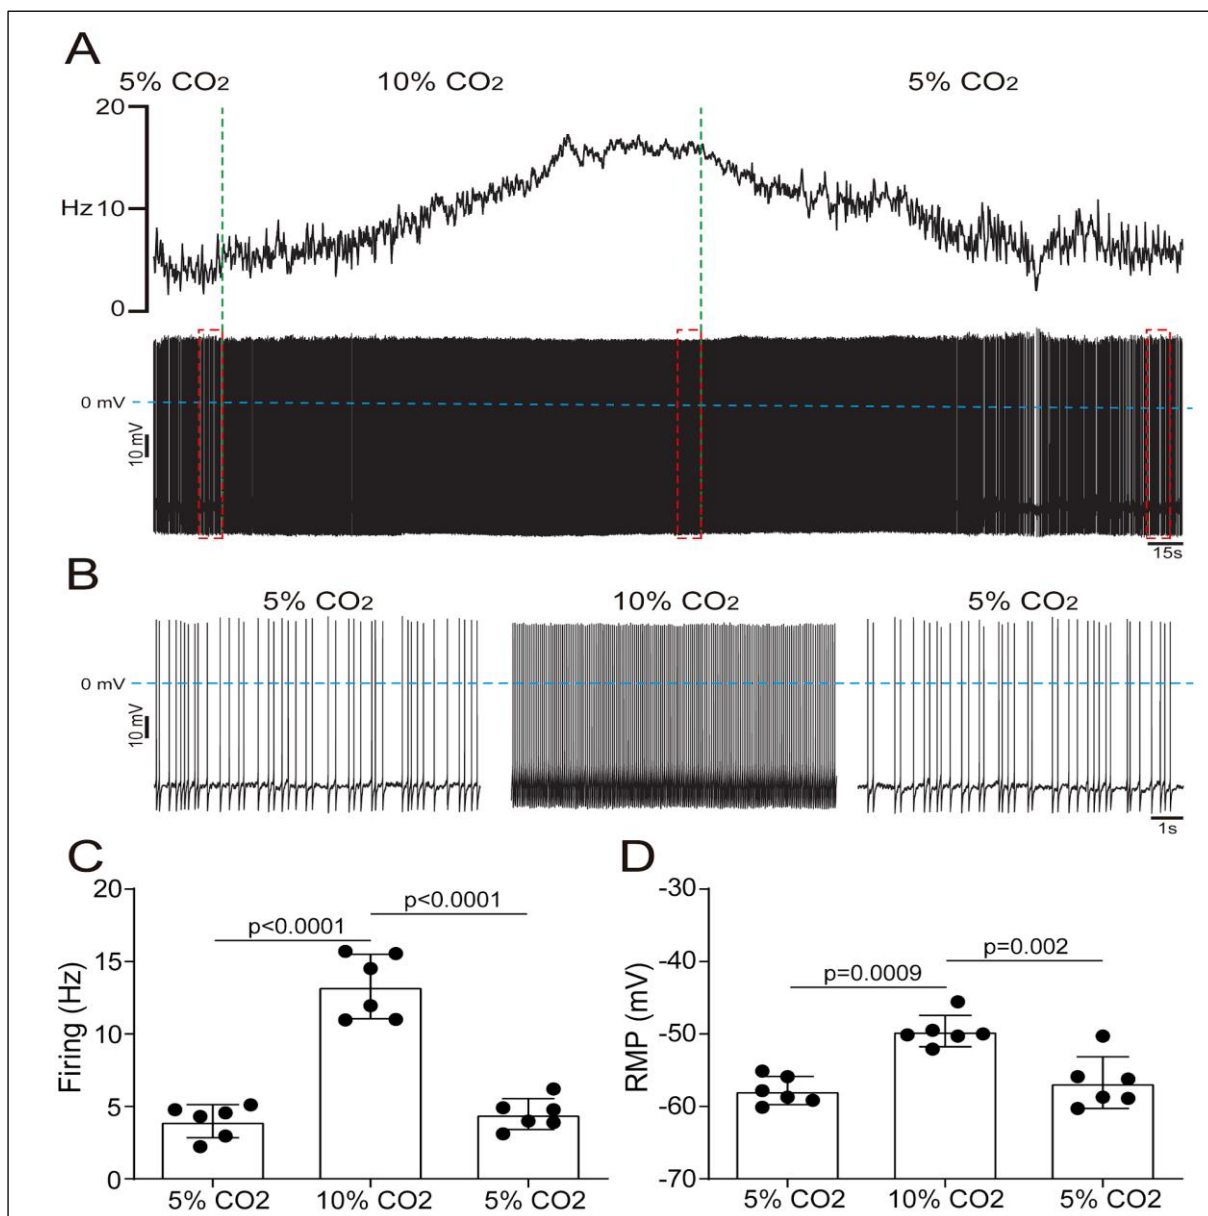 A
5% CO2 10% CO2 5% CO2
20
Hz 10
0
0 mV
10 mV
15s
B
5% CO2 10% CO2 5% CO2
0 mV
10 mV
1s
C
20
15
10
5
0
Firing (Hz)
p<0.0001
p<0.0001
5% CO2 10% CO2 5% CO2
D
-30
-40
-50
-60
-70
RMP (mV)
p=0.0009
p=0.002
5% CO2 10% CO2 5% CO2